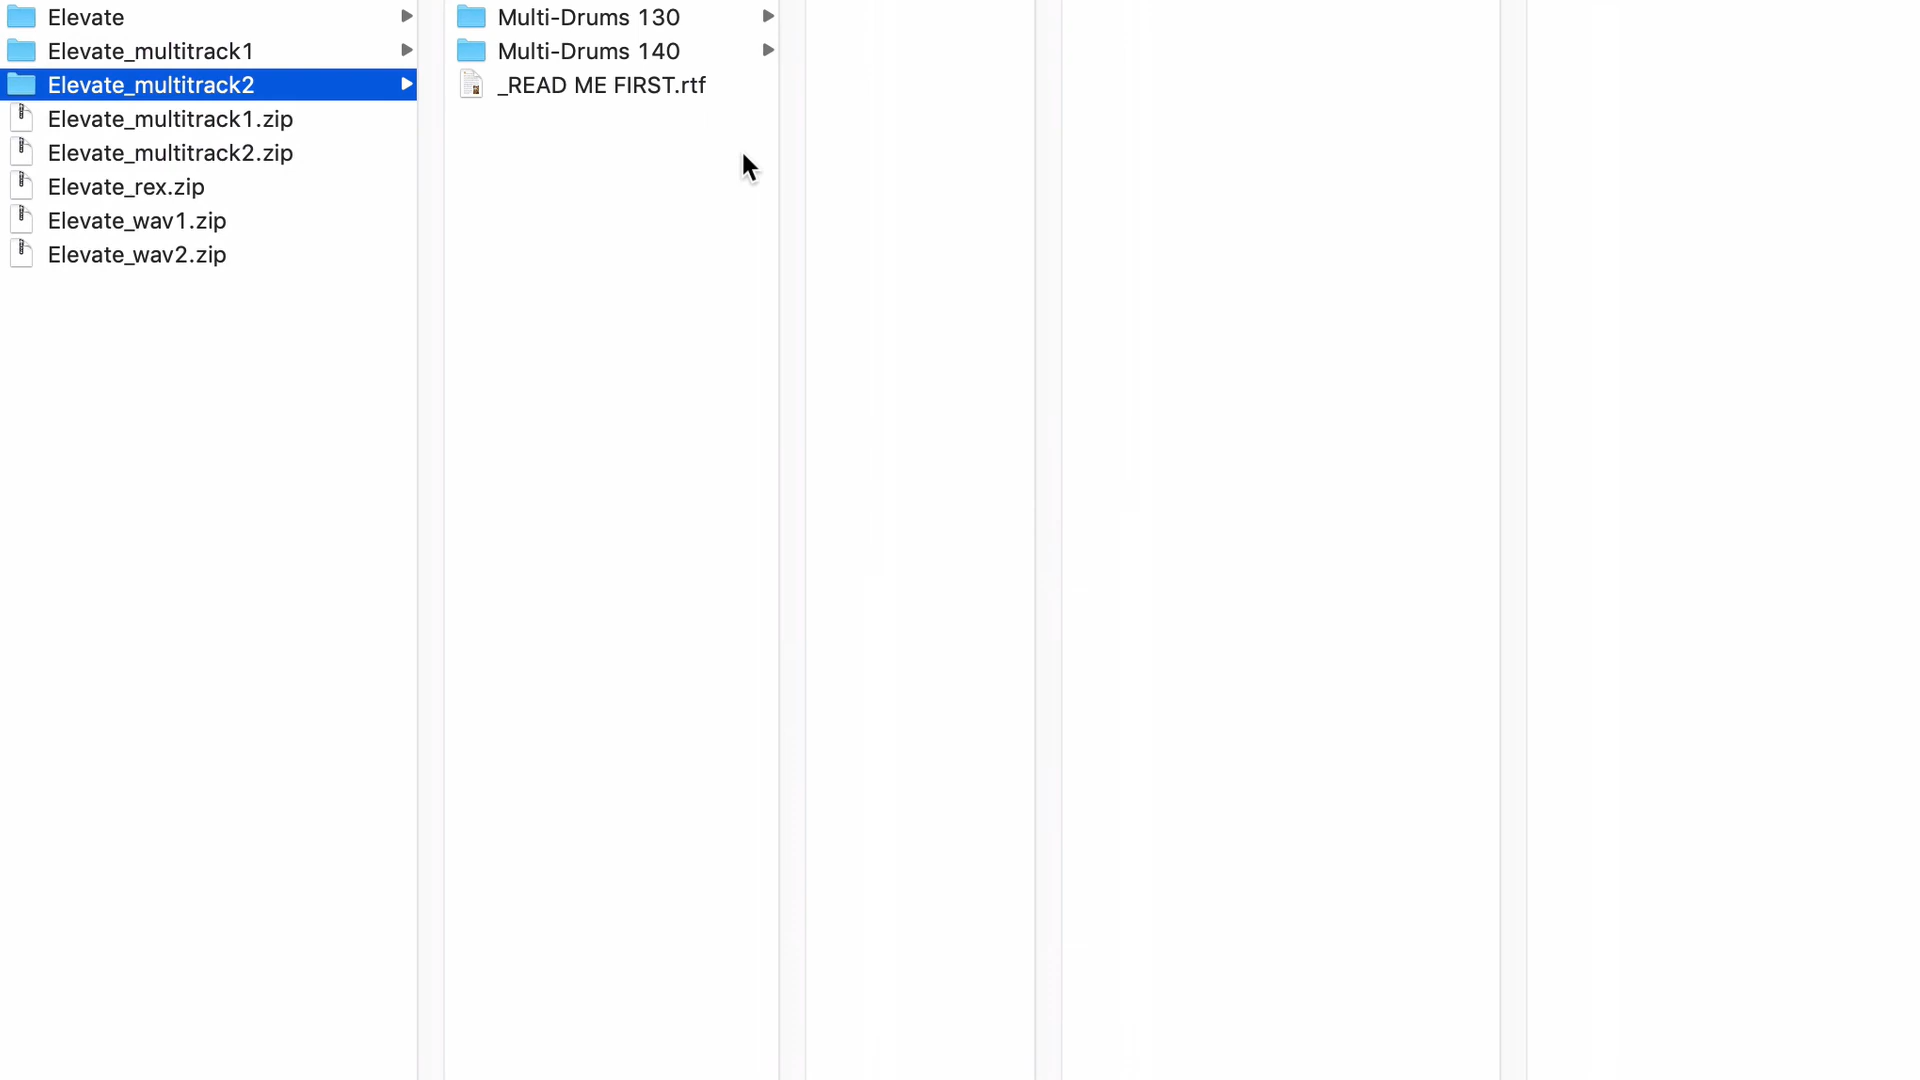 Elevate
Elevate_multitrack1
Elevate_multitrack2
Elevate_multitrack1.zip
Elevate_multitrack2.zip
Elevate_rex.zip
Elevate_wav1.zip
Elevate_wav2.zip
Multi-Drums 130
Multi-Drums 140
_READ ME FIRST.rtf